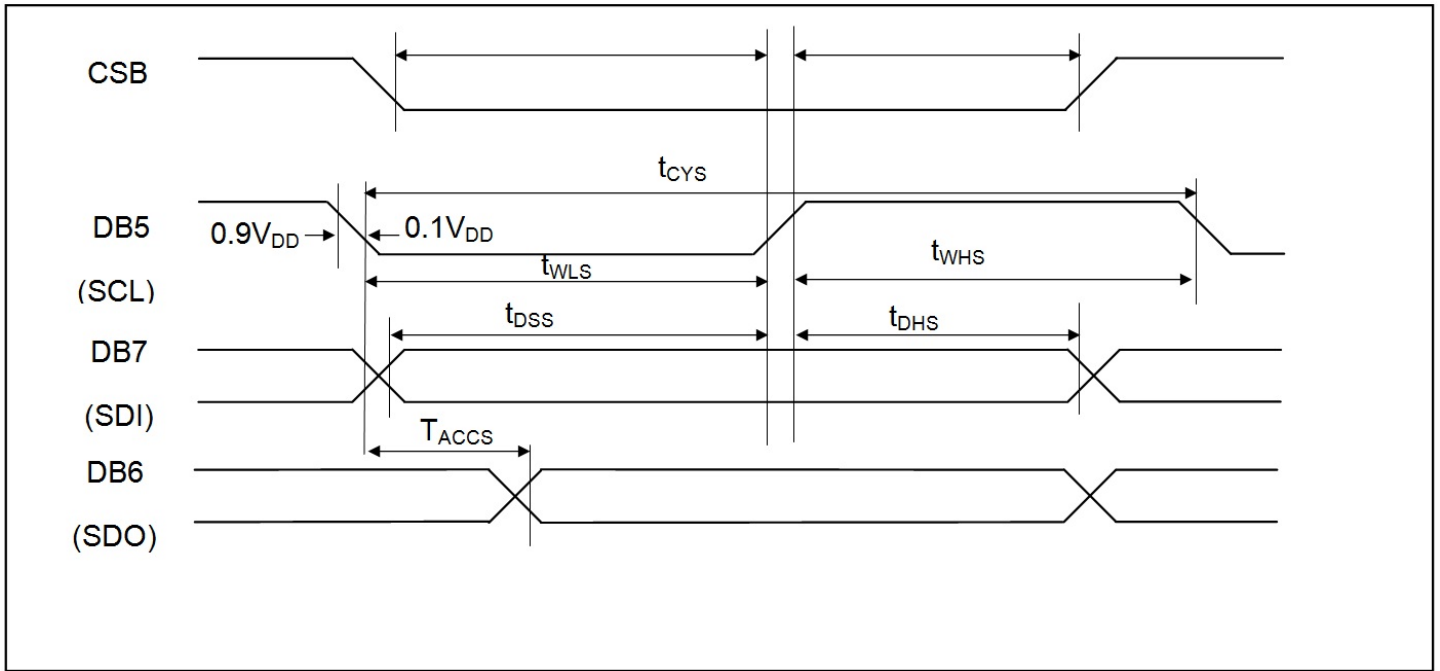 CSB
tCYS
DB5
0.9VDD
0.1VDD
tWHS
tWLS
(SCL)
tDSS
tDHS
DB7
(SDI)
TACCS
DB6
(SDO)